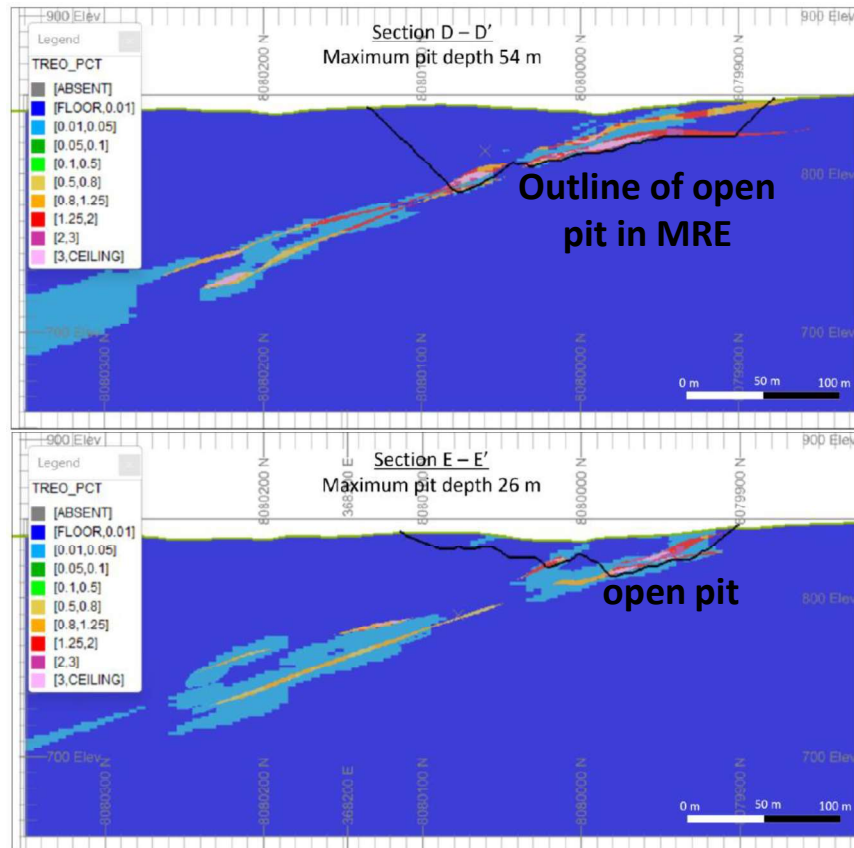 900 Elev
900 Elev
Section D – D'
Maximum pit depth 54 m
Legend
TREO_PCT
[ABSENT]
[FLOOR,0.01]
[0.01,0.05]
[0.05,0.1]
[0.1,0.5]
[0.5,0.8]
[0.8,1.25]
[1.25,2]
[2,3]
[3,CEILING]
8080200 N
8080100 N
8080000 N
8079900 N
800 Elev
Outline of open
pit in MRE
700 Elev
700 Elev
8080300 N
8080200 N
8080100 N
8080000 N
8079900 N
0 m 50 m 100 m
900 Elev
900 Elev
Section E – E'
Maximum pit depth 26 m
Legend
TREO_PCT
[ABSENT]
[FLOOR,0.01]
[0.01,0.05]
[0.05,0.1]
[0.1,0.5]
[0.5,0.8]
[0.8,1.25]
[1.25,2]
[2,3]
[3,CEILING]
8080200 N
368200 E
8080100 N
8080000 N
8079900 N
800 Elev
open pit
700 Elev
700 Elev
8080300 N
8080200 N
368200 E
8080100 N
8080000 N
8079900 N
0 m 50 m 100 m